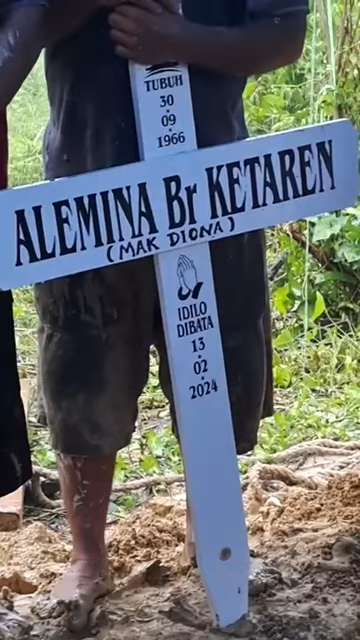 TUBUH
30
09
1966
ALEMINA Br KETAREN
(MAK DIONA)
IDILO
DIBATA
13
02
2024